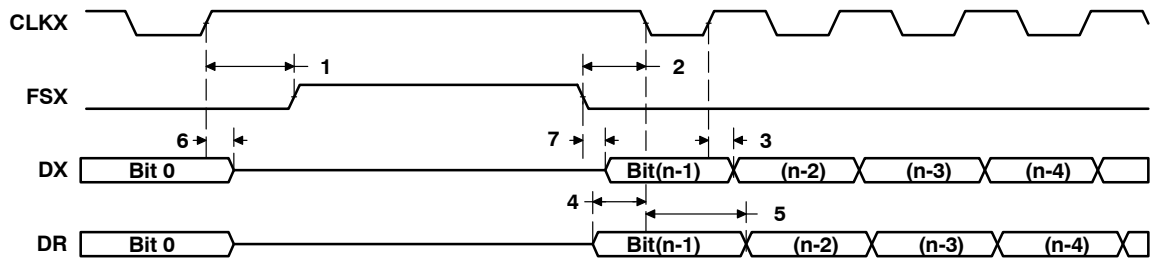 CLKX
1 2
FSX
6 7 3
DX Bit 0 Bit(n-1) (n-2) (n-3) (n-4)
4 5
DR Bit 0 Bit(n-1) (n-2) (n-3) (n-4)